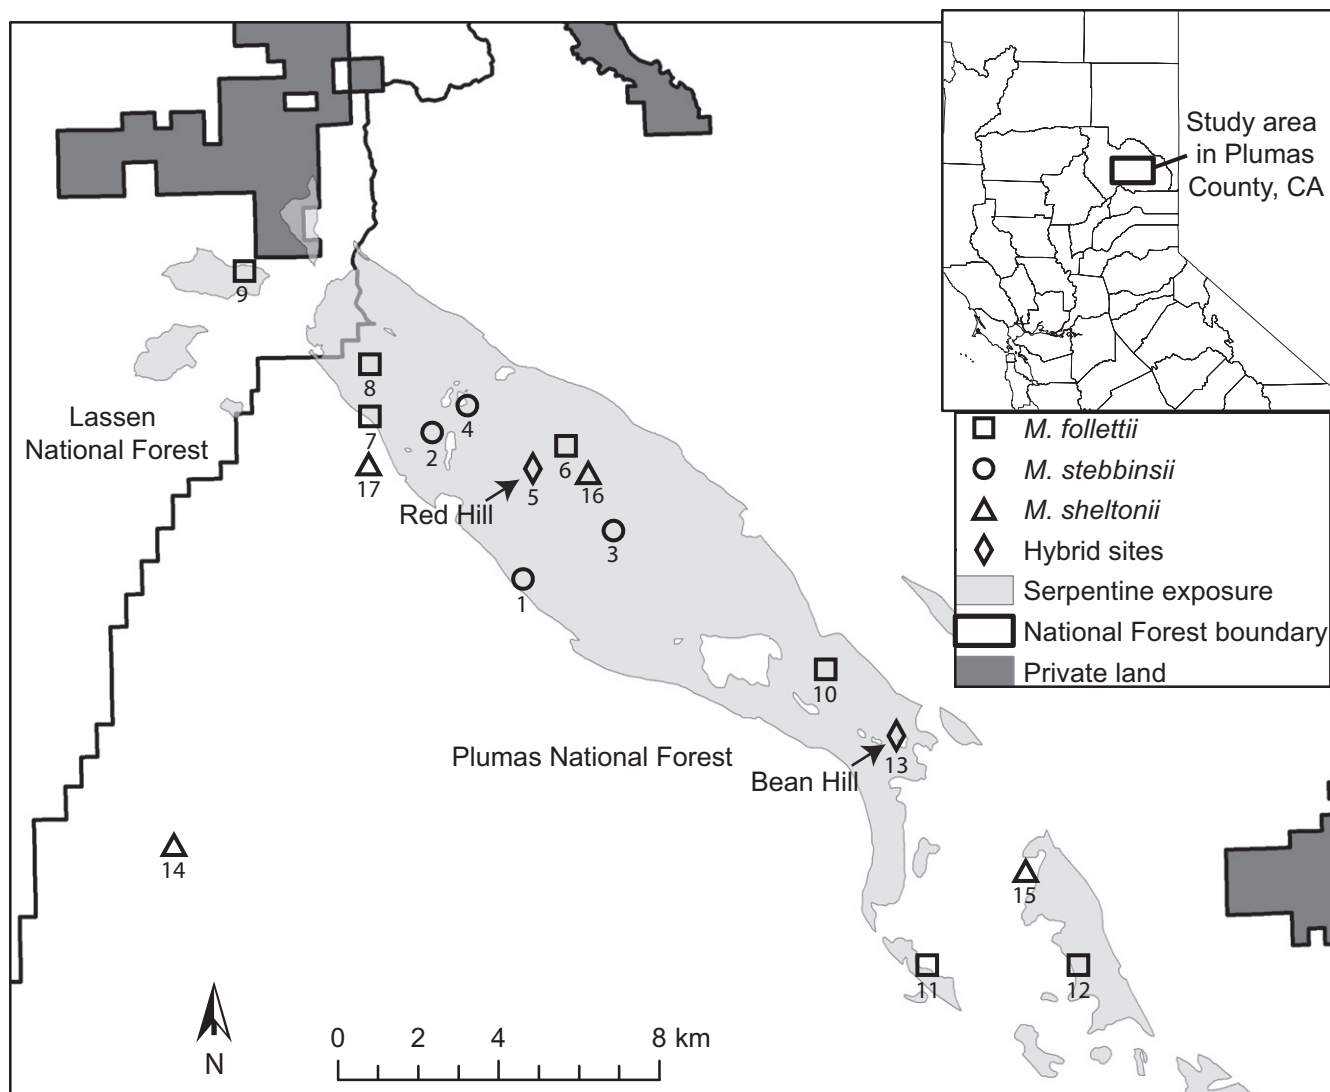 Study area
in Plumas
County, CA
9
8
Lassen
National Forest
7
4
2
6
17
5
16
Red Hill
3
1
M. follettii
M. stebbinsii
M. sheltonii
Hybrid sites
Serpentine exposure
National Forest boundary
Private land
10
Plumas National Forest
13
Bean Hill
14
15
11
12
N
0 2 4 8 km